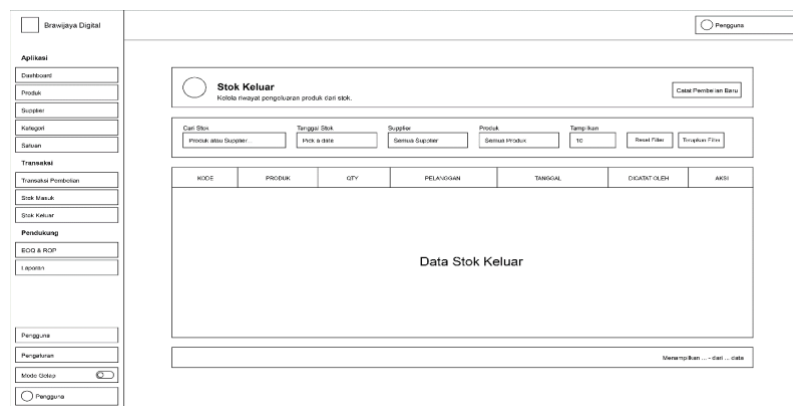 Brawijaya Digital
Pengguna
Aplikasi
Dashboard
Produk
Supplier
Kategori
Satuan
Transaksi
Transaksi Pembelian
Stok Masuk
Stok Keluar
Pendukung
EOQ & ROP
Laporan
Pengguna
Pengaturan
Mode Gelap
Pengguna
Stok Keluar
Kelola riwayat pengeluaran produk dari stok.
Catat Pembelian Baru
Cari Stok
Tanggal Stok
Supplier
Produk
Tampilkan
Produk atau Supplier...
Pick a date
Semua Supplier
Semua Produk
10
Reset Filter
Terapkan Filter
KODE
PRODUK
QTY
PELANGGAN
TANGGAL
DICATAT OLEH
AKSI
Data Stok Keluar
Menampilkan ... - dari ... data